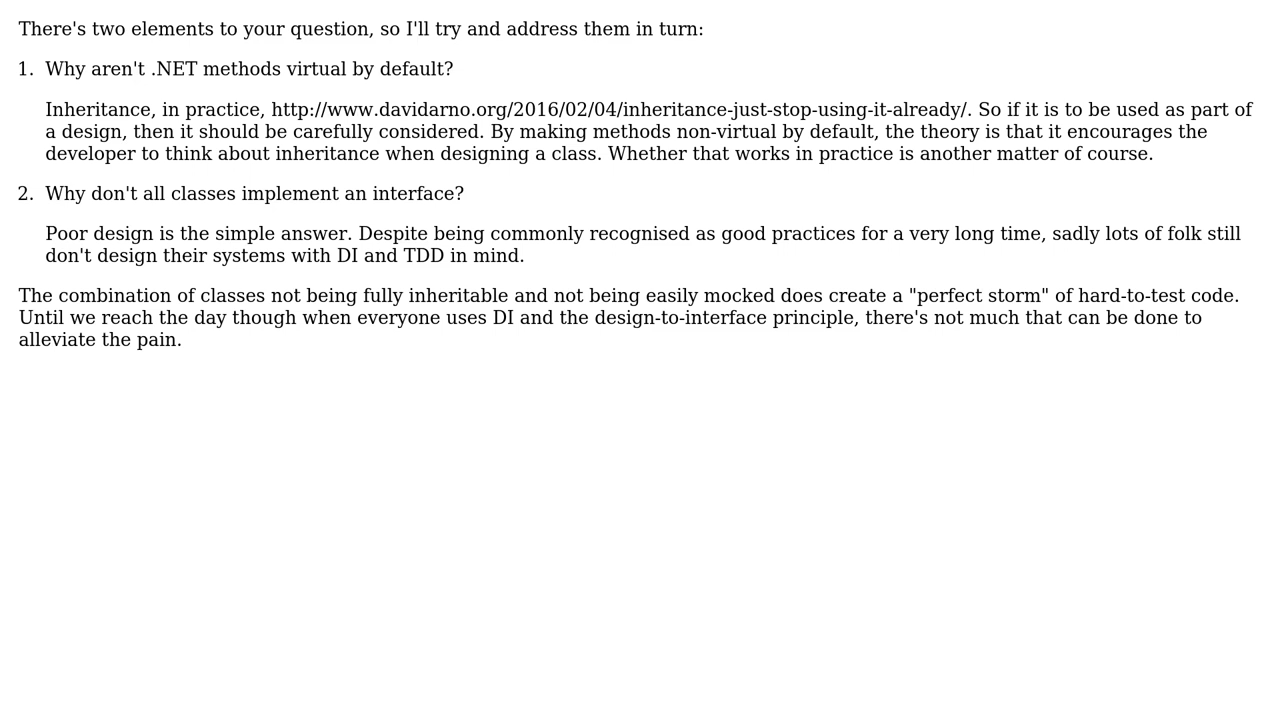 There's two elements to your question, so I'll try and address them in turn:
1. Why aren't .NET methods virtual by default?
Inheritance, in practice, http://www.davidarno.org/2016/02/04/inheritance-just-stop-using-it-already/. So if it is to be used as part of
a design, then it should be carefully considered. By making methods non-virtual by default, the theory is that it encourages the
developer to think about inheritance when designing a class. Whether that works in practice is another matter of course.
2. Why don't all classes implement an interface?
Poor design is the simple answer. Despite being commonly recognised as good practices for a very long time, sadly lots of folk still
don't design their systems with DI and TDD in mind.
The combination of classes not being fully inheritable and not being easily mocked does create a "perfect storm" of hard-to-test code.
Until we reach the day though when everyone uses DI and the design-to-interface principle, there's not much that can be done to
alleviate the pain.